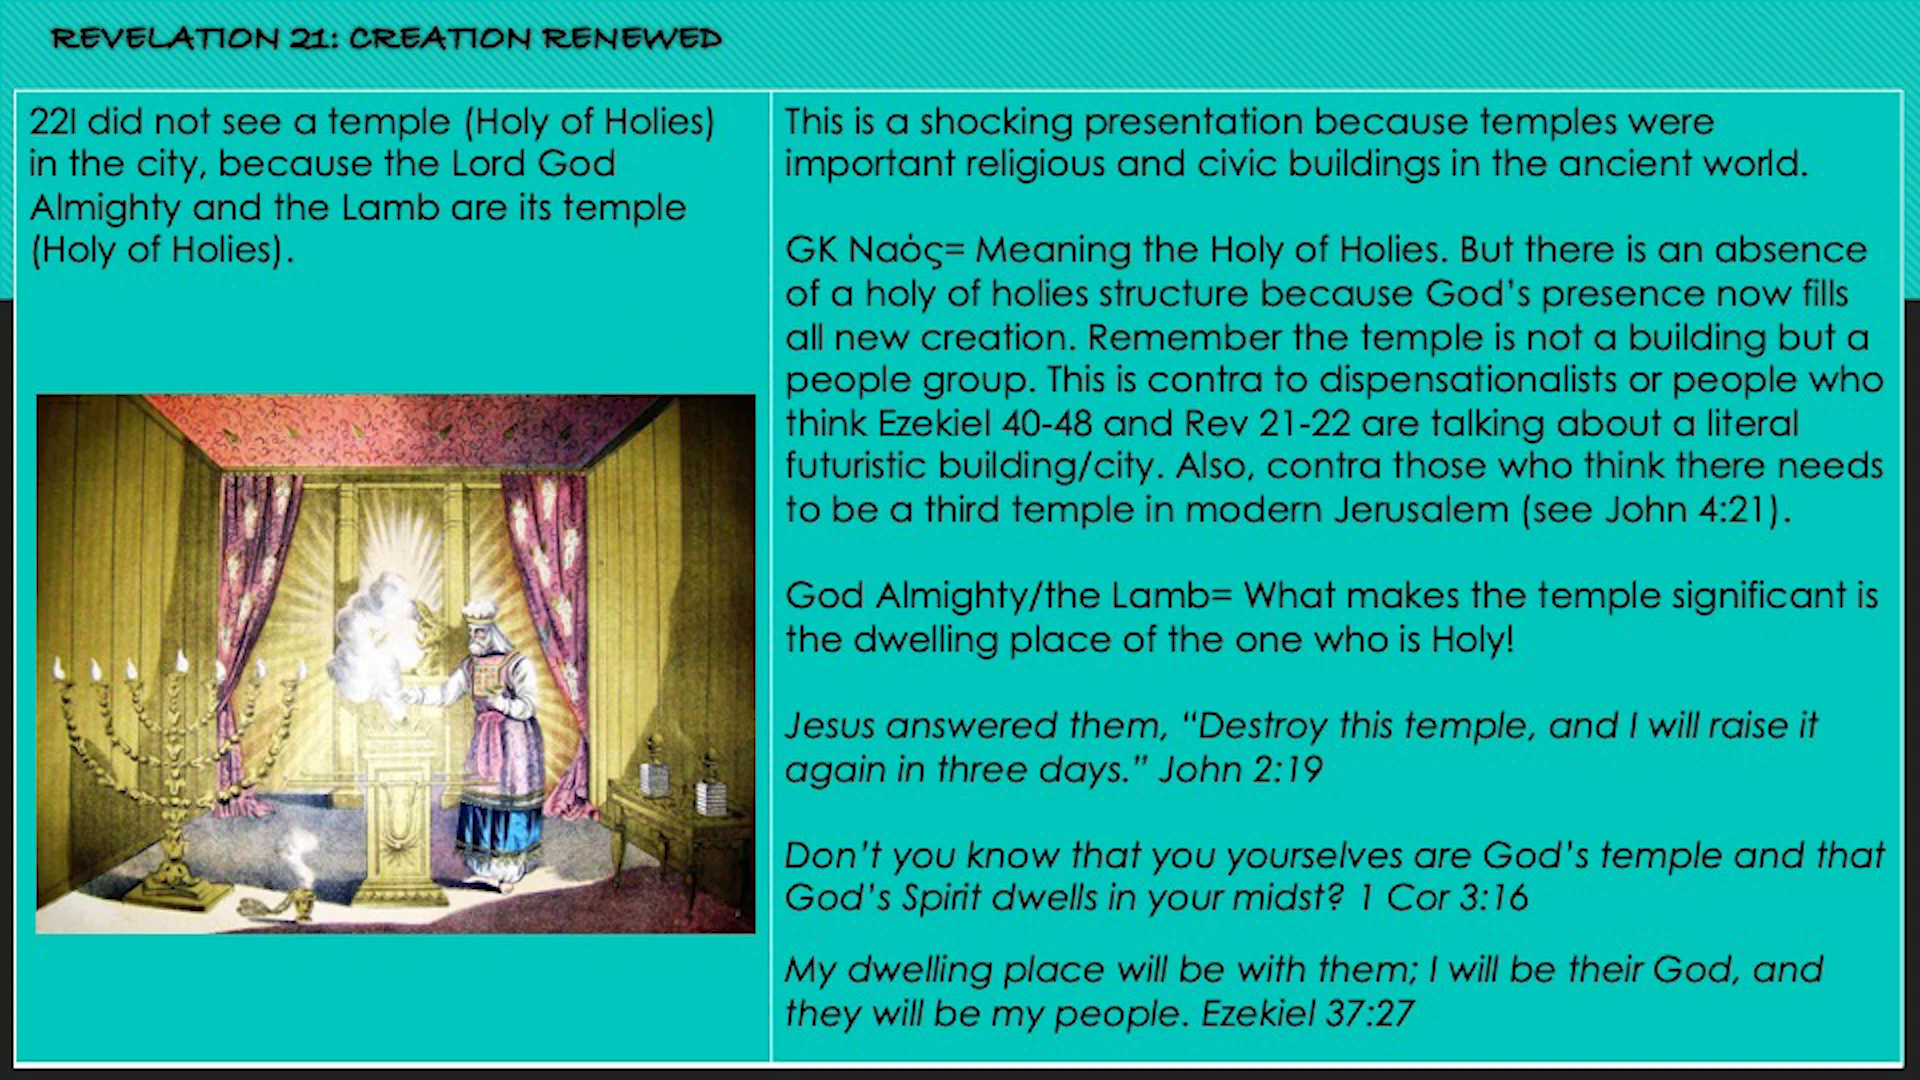 REVELATION 21: CREATION RENEWED
22I did not see a temple (Holy of Holies)
in the city, because the Lord God
Almighty and the Lamb are its temple
(Holy of Holies).
This is a shocking presentation because temples were
important religious and civic buildings in the ancient world.
GK Ναός= Meaning the Holy of Holies. But there is an absence
of a holy of holies structure because God’s presence now fills
all new creation. Remember the temple is not a building but a
people group. This is contra to dispensationalists or people who
think Ezekiel 40-48 and Rev 21-22 are talking about a literal
futuristic building/city. Also, contra those who think there needs
to be a third temple in modern Jerusalem (see John 4:21).
God Almighty/the Lamb= What makes the temple significant is
the dwelling place of the one who is Holy!
Jesus answered them, “Destroy this temple, and I will raise it
again in three days.” John 2:19
Don’t you know that you yourselves are God’s temple and that
God’s Spirit dwells in your midst? 1 Cor 3:16
My dwelling place will be with them; I will be their God, and
they will be my people. Ezekiel 37:27